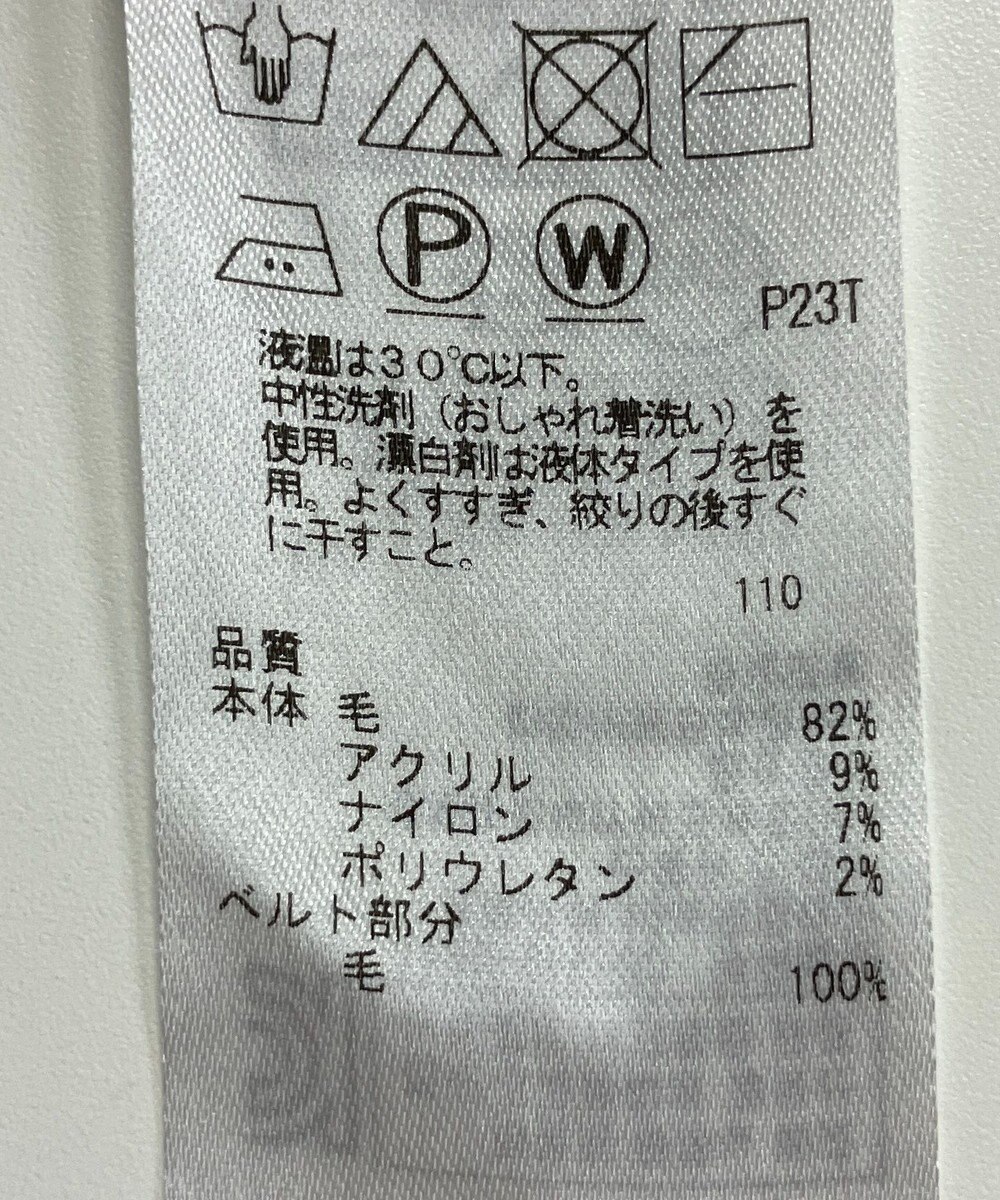 P
W
P23T
液温は30℃以下。
中性洗剤（おしゃれ着洗い）を
使用。漂白剤は液体タイプを使
用。よくすすぎ、絞りの後すぐ
に干すこと。
110
品質
本体 毛 82%
アクリル 9%
ナイロン 7%
ポリウレタン 2%
ベルト部分
毛 100%